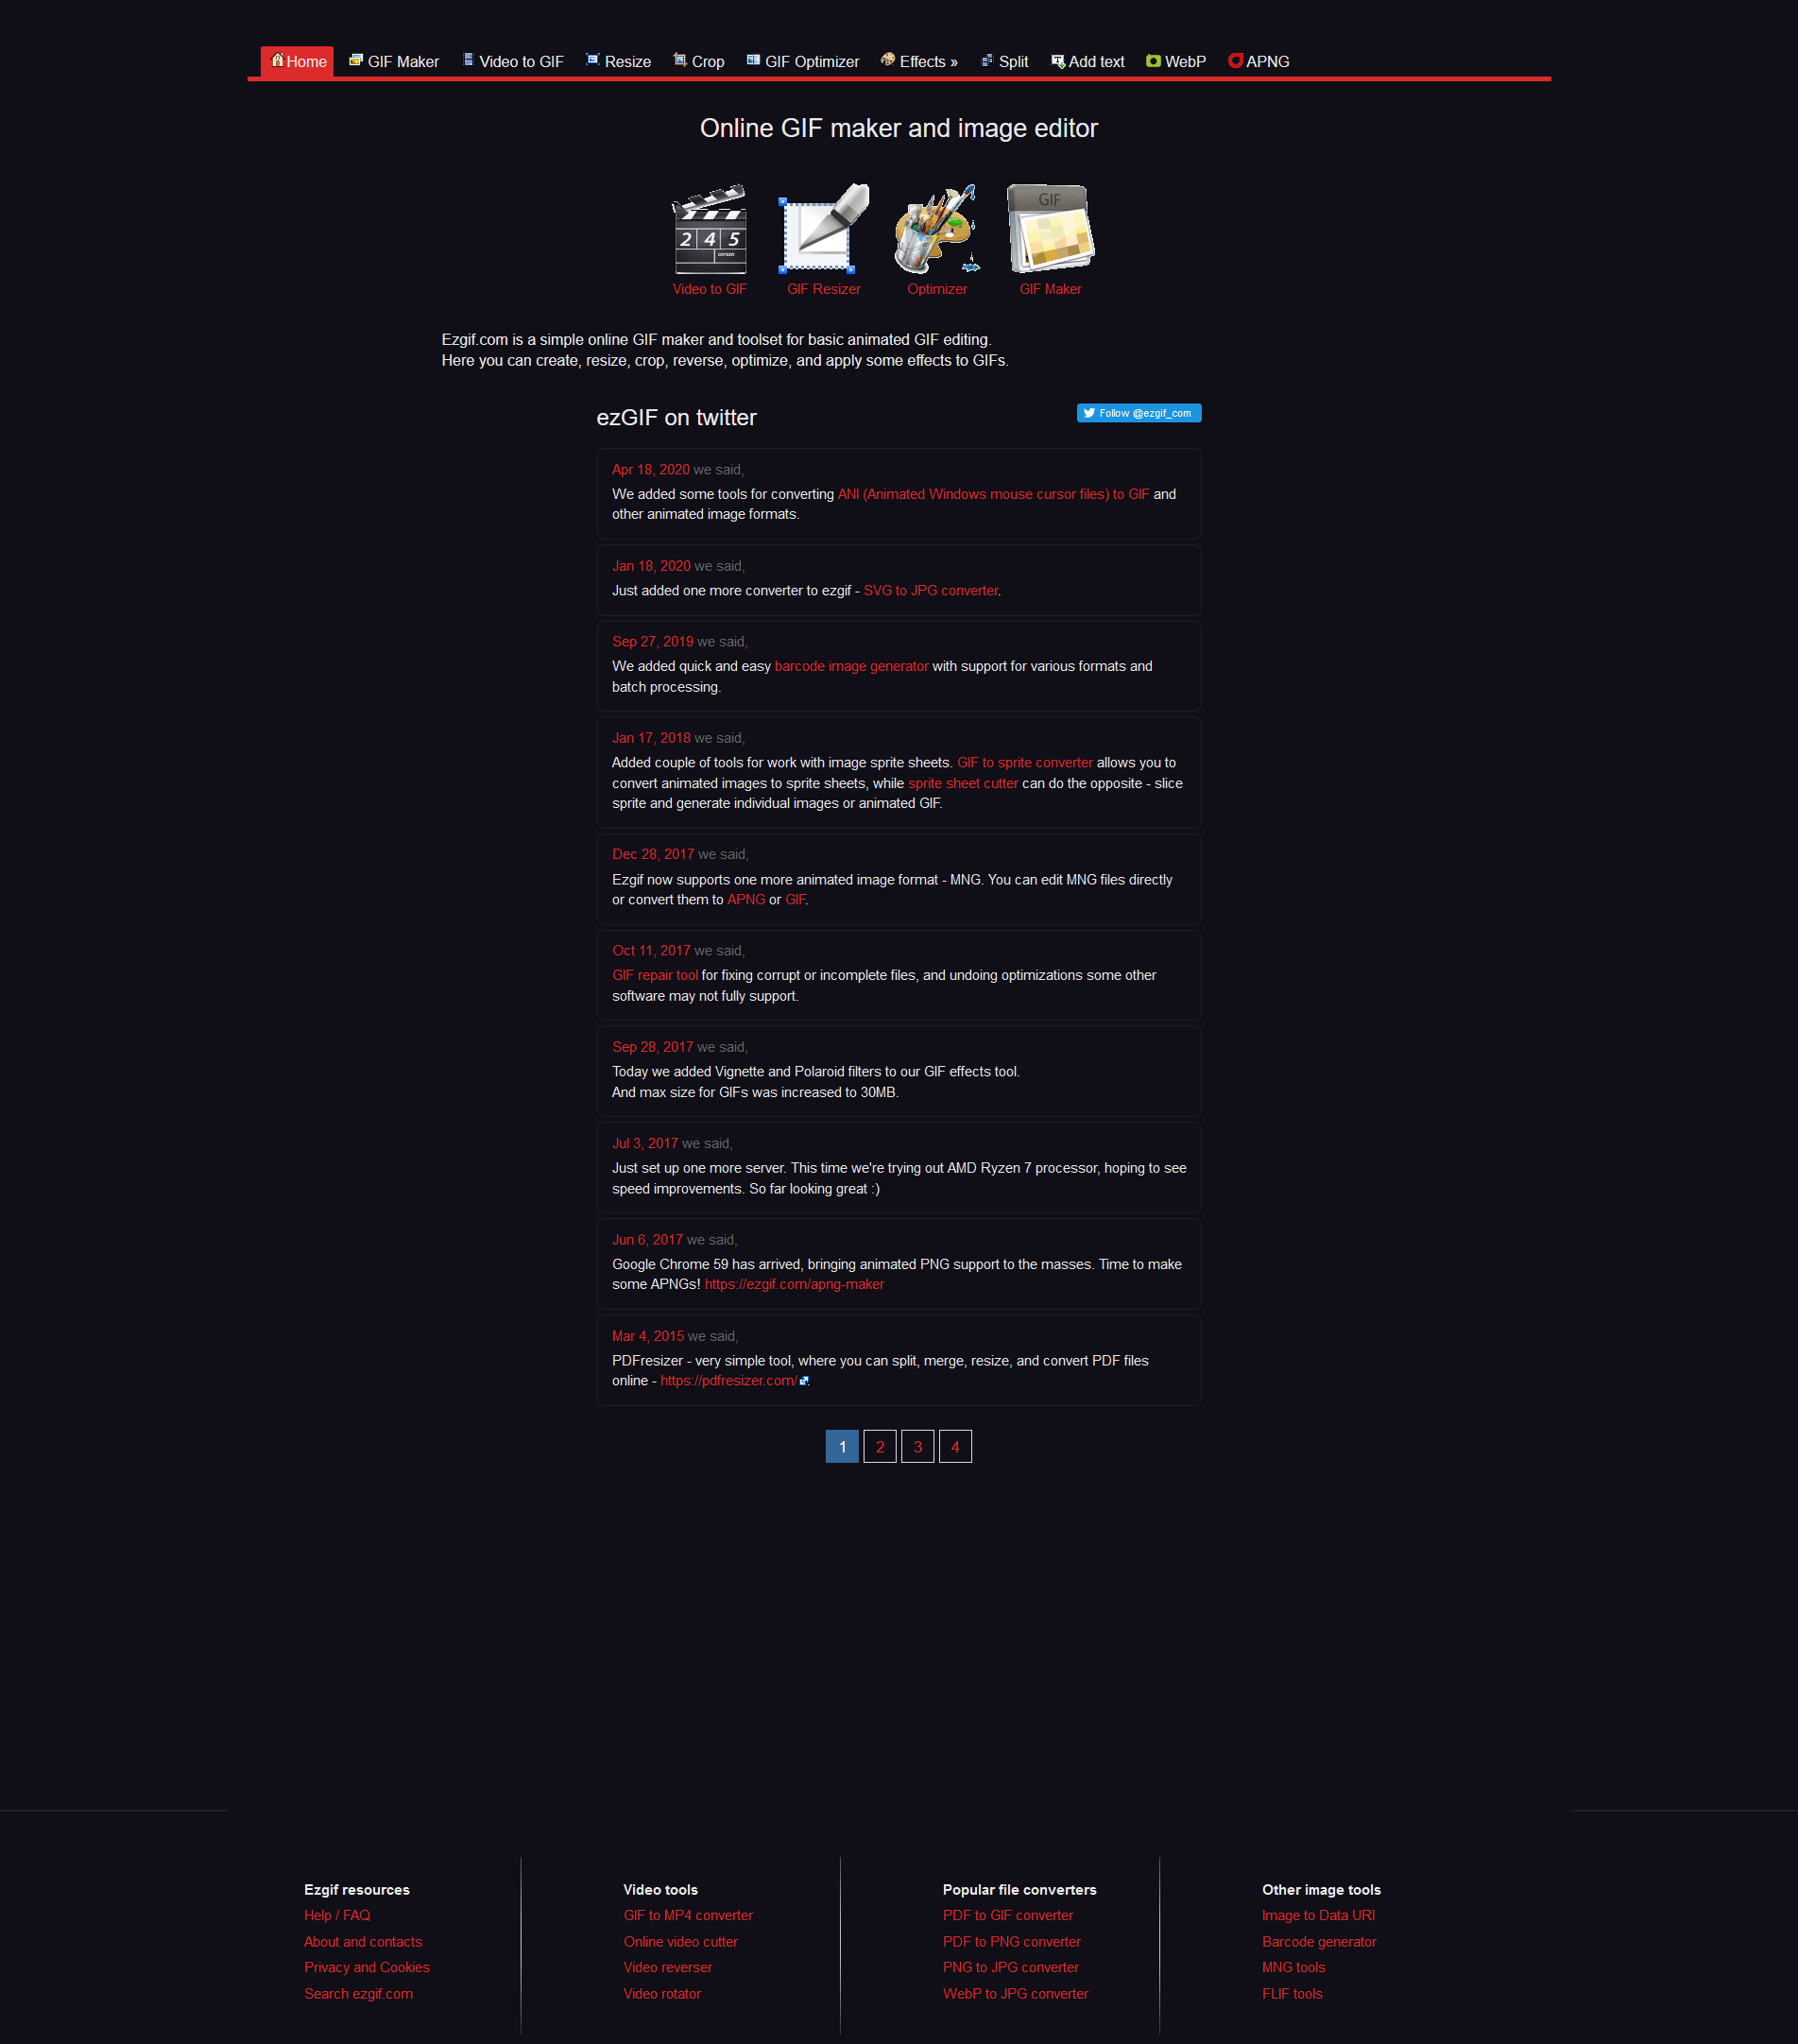 Home GIF Maker Video to GIF Resize Crop GIF Optimizer Effects » Split Add text WebP APNG
Online GIF maker and image editor
2 4 5
GIF
Video to GIF GIF Resizer Optimizer GIF Maker
Ezgif.com is a simple online GIF maker and toolset for basic animated GIF editing.
Here you can create, resize, crop, reverse, optimize, and apply some effects to GIFs.
ezGIF on twitter
Follow @ezgif_com
Apr 18, 2020 we said,
We added some tools for converting ANI (Animated Windows mouse cursor files) to GIF and
other animated image formats.
Jan 18, 2020 we said,
Just added one more converter to ezgif - SVG to JPG converter.
Sep 27, 2019 we said,
We added quick and easy barcode image generator with support for various formats and
batch processing.
Jan 17, 2018 we said,
Added couple of tools for work with image sprite sheets. GIF to sprite converter allows you to
convert animated images to sprite sheets, while sprite sheet cutter can do the opposite - slice
sprite and generate individual images or animated GIF.
Dec 28, 2017 we said,
Ezgif now supports one more animated image format - MNG. You can edit MNG files directly
or convert them to APNG or GIF.
Oct 11, 2017 we said,
GIF repair tool for fixing corrupt or incomplete files, and undoing optimizations some other
software may not fully support.
Sep 28, 2017 we said,
Today we added Vignette and Polaroid filters to our GIF effects tool.
And max size for GIFs was increased to 30MB.
Jul 3, 2017 we said,
Just set up one more server. This time we're trying out AMD Ryzen 7 processor, hoping to see
speed improvements. So far looking great :)
Jun 6, 2017 we said,
Google Chrome 59 has arrived, bringing animated PNG support to the masses. Time to make
some APNGs! https://ezgif.com/apng-maker
Mar 4, 2015 we said,
PDFresizer - very simple tool, where you can split, merge, resize, and convert PDF files
online - https://pdfresizer.com/.
1 2 3 4
Ezgif resources
Help / FAQ
About and contacts
Privacy and Cookies
Search ezgif.com
Video tools
GIF to MP4 converter
Online video cutter
Video reverser
Video rotator
Popular file converters
PDF to GIF converter
PDF to PNG converter
PNG to JPG converter
WebP to JPG converter
Other image tools
Image to Data URI
Barcode generator
MNG tools
FLIF tools